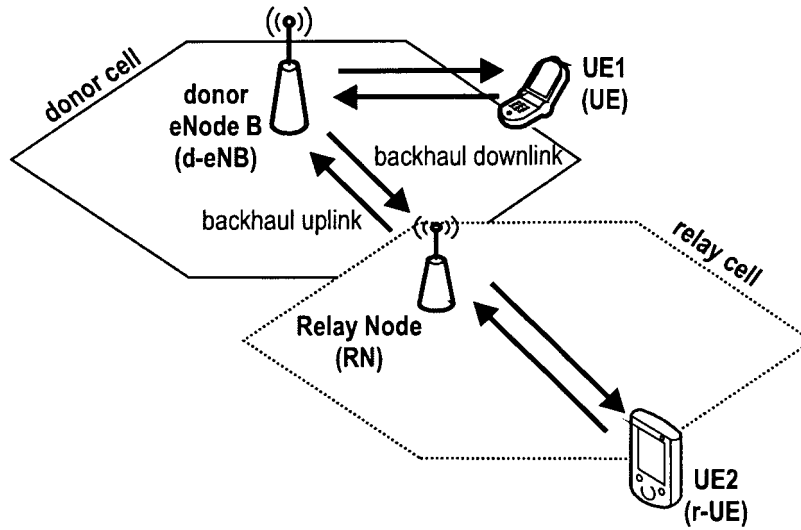 donor cell
donor
eNode B
(d-eNB)
UE1
(UE)
backhaul downlink
backhaul uplink
relay cell
Relay Node
(RN)
UE2
(r-UE)